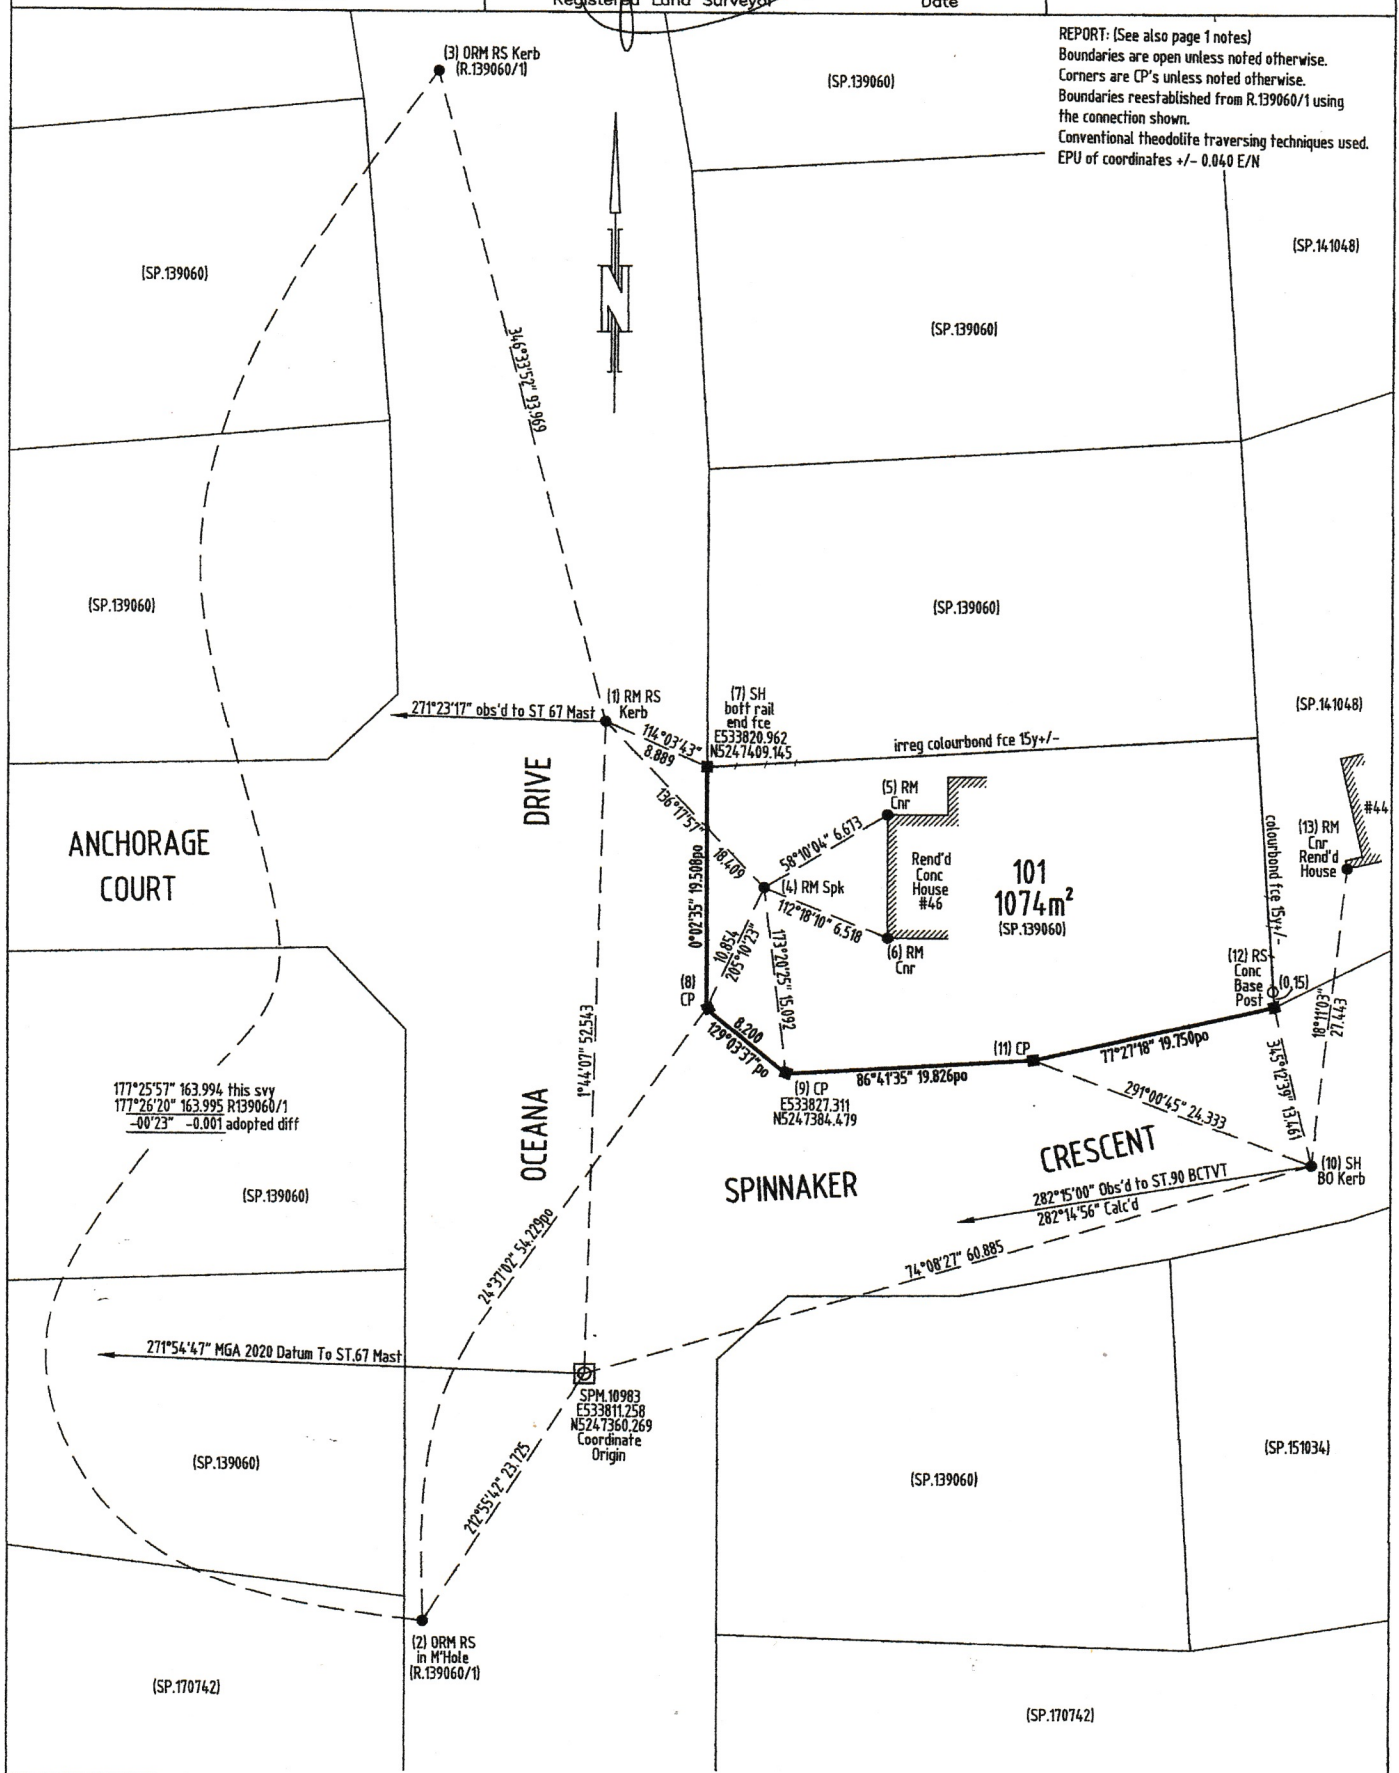 Registered Land Surveyor
Date
REPORT: (See also page 1 notes)
Boundaries are open unless noted otherwise.
Corners are CP's unless noted otherwise.
Boundaries reestablished from R.139060/1 using
the connection shown.
Conventional theodolite traversing techniques used.
EPU of coordinates +/- 0.040 E/N
(3) ORM RS Kerb
(R.139060/1)
(SP.139060)
(SP.139060)
(SP.141048)
(SP.139060)
N
346°33'52" 93.969
(SP.139060)
(SP.139060)
(SP.141048)
(1) RM RS
Kerb
271°23'17" obs'd to ST 67 Mast
114°03'43"
8.889
(7) SH
bott rail
end fce
E533820.962
N5247409.145
irreg colourbond fce 15y+/-
136°17'57"
18.409
DRIVE
(5) RM
Cnr
58°10'04" 6.673
(4) RM Spk
112°18'10" 6.518
Rend'd
Conc
House
#46
(6) RM
Cnr
101
1074m²
(SP.139060)
colourbond fce 15y+/-
(13) RM
Cnr
Rend'd
House
#44
ANCHORAGE
COURT
0°02'35" 19.508po
10.854
205°10'23"
173°20'25" 15.092
(8)
CP
8.200
129°03'37"po
(9) CP
E533827.311
N5247384.479
86°41'35" 19.826po
(11) CP
77°27'18" 19.750po
(12) RS
Conc
Base
Post
(0.15)
18°11'03"
27.443
345°12'39" 13.461
291°00'45" 24.333
(10) SH
BO Kerb
1°44'07" 52.543
177°25'57" 163.994 this svy
177°26'20" 163.995 R139060/1
-00'23" -0.001 adopted diff
OCEANA
SPINNAKER
CRESCENT
(SP.139060)
282°15'00" Obs'd to ST.90 BCTVT
282°14'56" Calc'd
74°08'27" 60.885
24°37'02" 54.229po
271°54'47" MGA 2020 Datum To ST.67 Mast
SPM.10983
E533811.258
N5247360.269
Coordinate
Origin
(SP.139060)
212°55'42" 23.725
(SP.139060)
(SP.151034)
(2) ORM RS
in M'Hole
(R.139060/1)
(SP.170742)
(SP.170742)